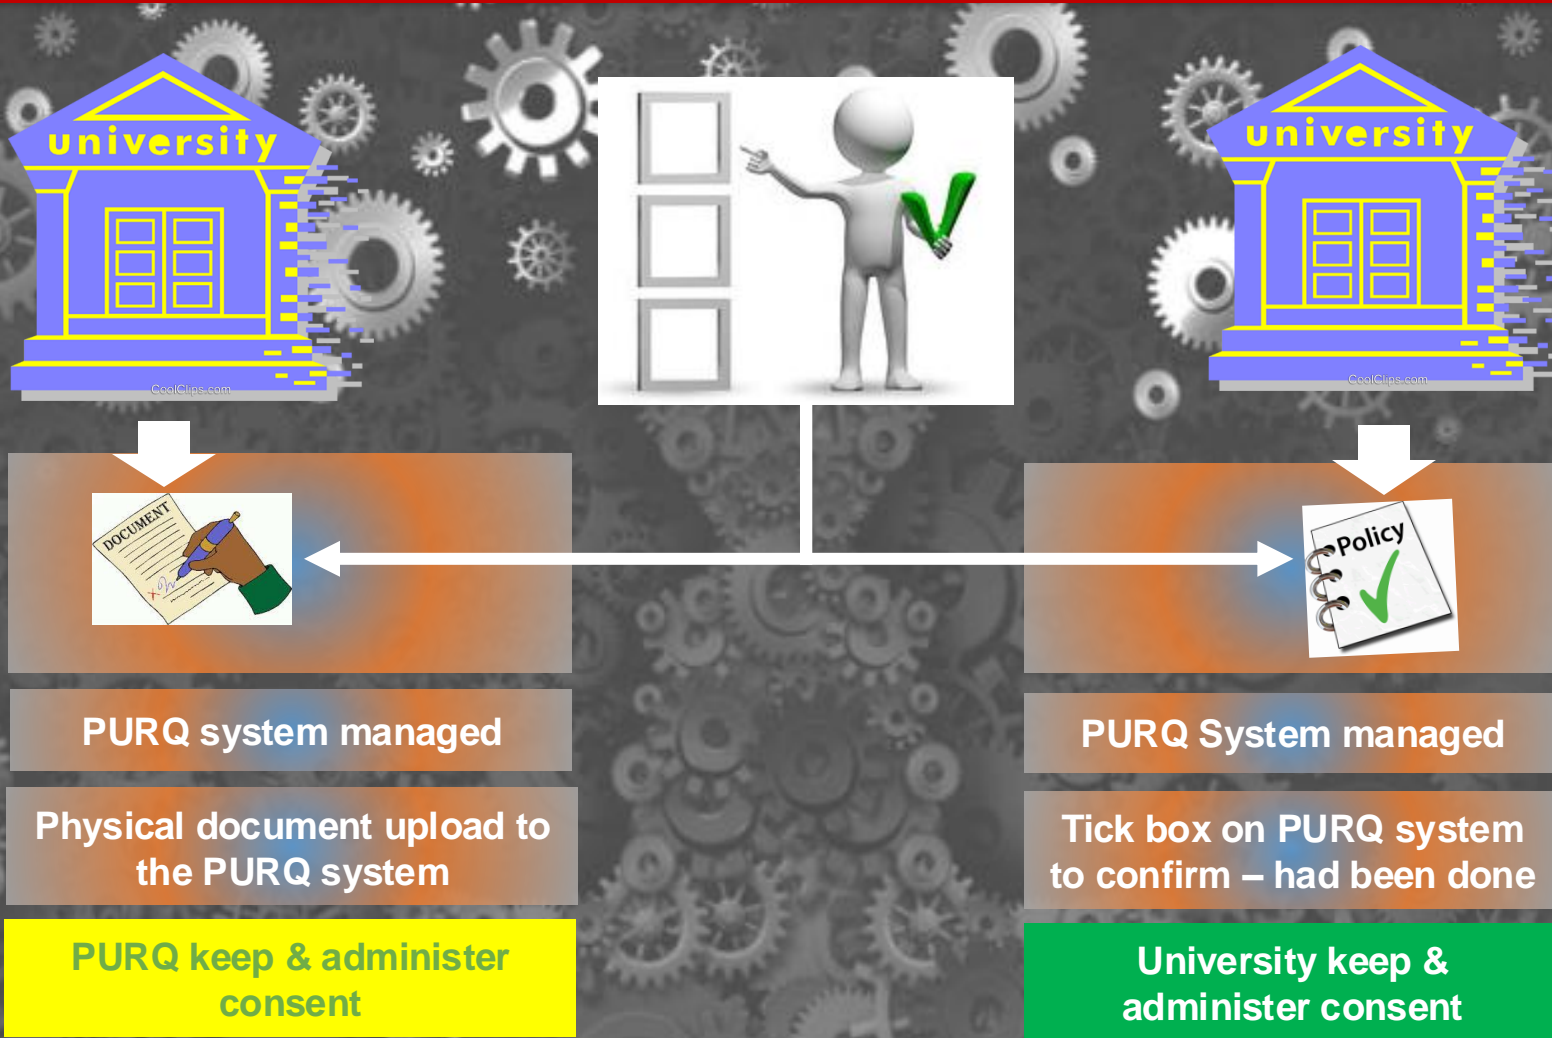 university
CoolClips.com
university
CoolClips.com
DOCUMENT
Policy
PURQ system managed
Physical document upload to
the PURQ system
PURQ keep & administer
consent
PURQ System managed
Tick box on PURQ system
to confirm – had been done
University keep &
administer consent